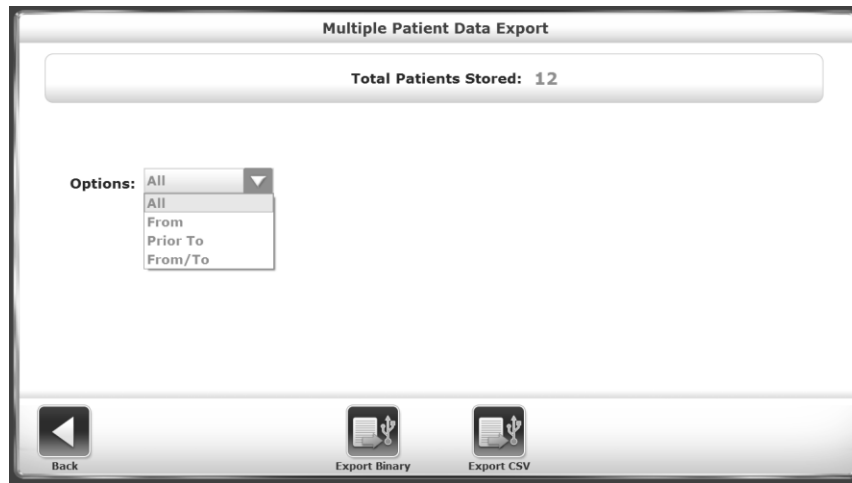 Multiple Patient Data Export
Total Patients Stored: 12
Options: All
All
From
Prior To
From/To
Back Export Binary Export CSV